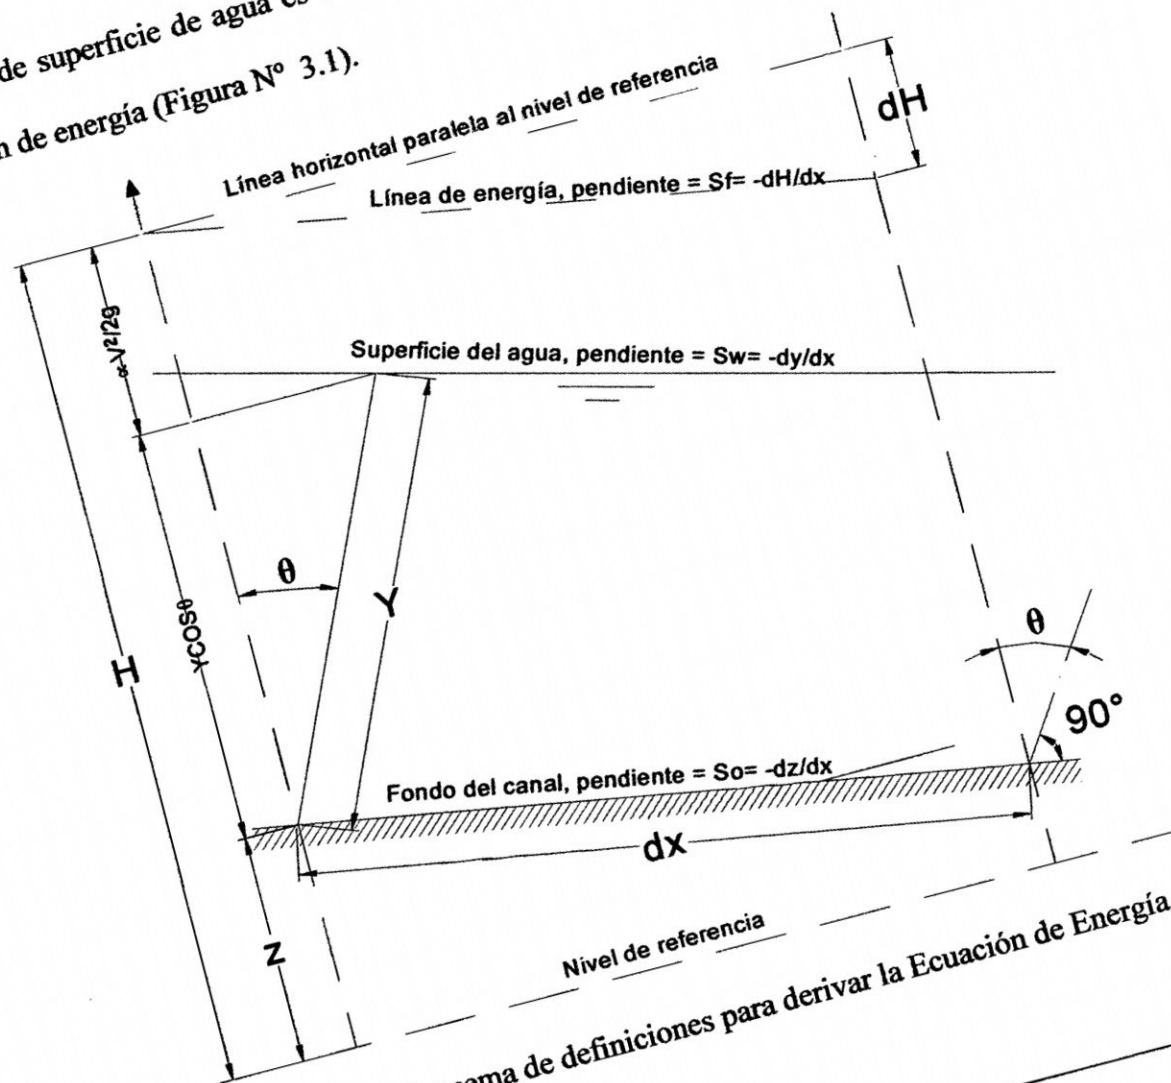 de superficie de agua
de energía (Figura Nº 3.1).
dH
Línea horizontal paralela al nivel de referencia
Línea de energía, pendiente = Sf= -dH/dx
∝V²/2g
Superficie del agua, pendiente = Sw= -dy/dx
θ
Y
YCOSθ
H
θ
90°
Fondo del canal, pendiente = So= -dz/dx
dx
Z
Nivel de referencia
de definiciones para derivar la Ecuación de Energía